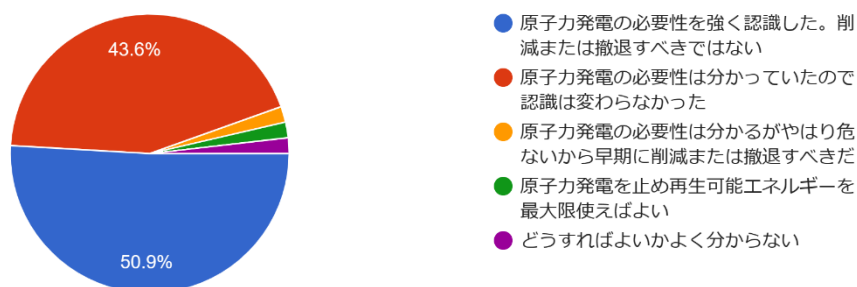 43.6%
50.9%
原子力発電の必要性を強く認識した。削
減または撤退すべきではない
原子力発電の必要性は分かっていたので
認識は変わらなかった
原子力発電の必要性は分かるがやはり危
ないから早期に削減または撤退すべきだ
原子力発電を止め再生可能エネルギーを
最大限使えばよい
どうすればよいかよく分からない